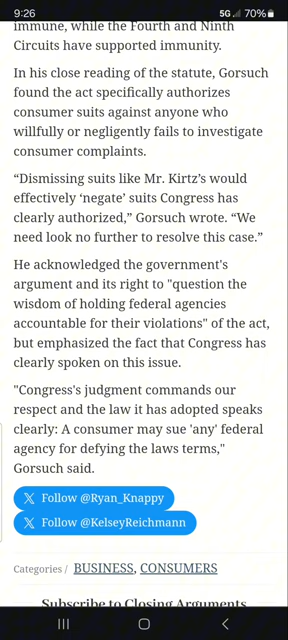 9:26 5G 70%
immune, while the Fourth and Ninth
Circuits have supported immunity.
In his close reading of the statute, Gorsuch
found the act specifically authorizes
consumer suits against anyone who
willfully or negligently fails to investigate
consumer complaints.
“Dismissing suits like Mr. Kirtz’s would
effectively ‘negate’ suits Congress has
clearly authorized,” Gorsuch wrote. “We
need look no further to resolve this case.”
He acknowledged the government's
argument and its right to "question the
wisdom of holding federal agencies
accountable for their violations" of the act,
but emphasized the fact that Congress has
clearly spoken on this issue.
"Congress's judgment commands our
respect and the law it has adopted speaks
clearly: A consumer may sue 'any' federal
agency for defying the laws terms,"
Gorsuch said.
Follow @Ryan_Knappy
Follow @KelseyReichmann
Categories / BUSINESS, CONSUMERS
Subscribe to Closing Arguments